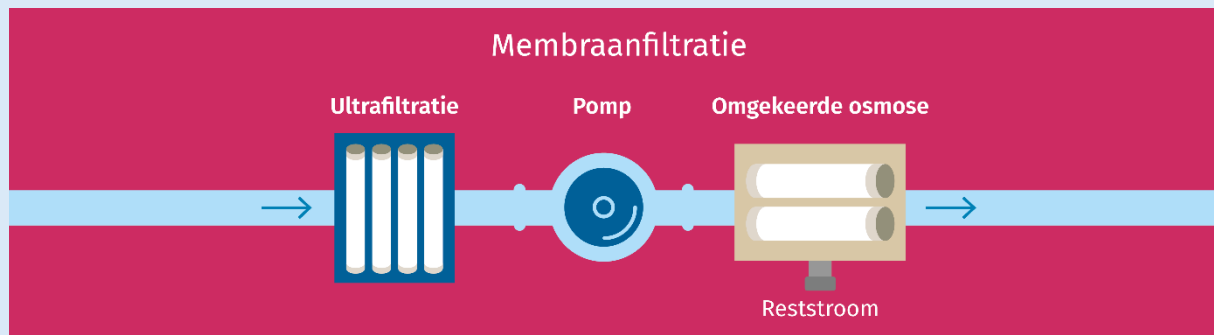 Membraanfiltratie
Ultrafiltratie
Pomp
Omgekeerde osmose
Reststroom